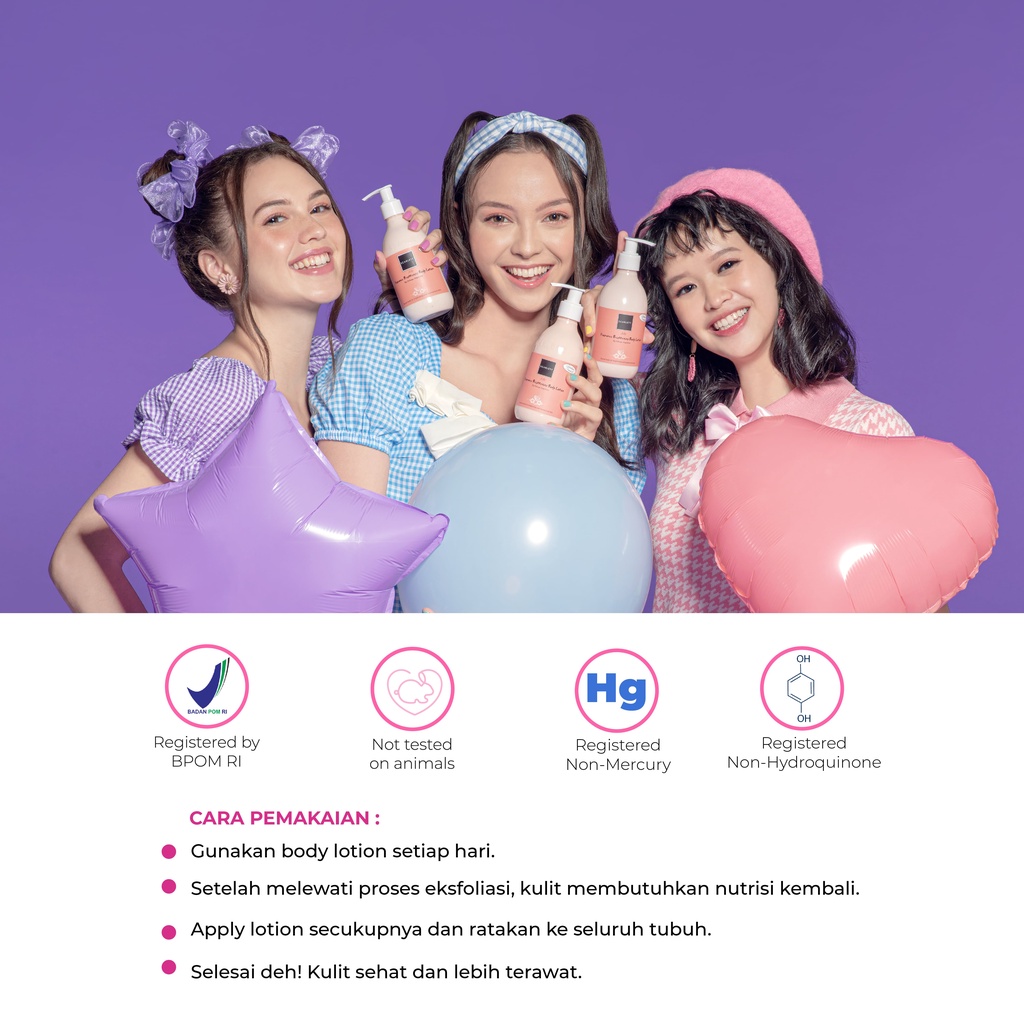 BADAN POM RI
Registered by
BPOM RI
Not tested
on animals
Hg
Registered
Non-Mercury
OH
OH
Registered
Non-Hydroquinone
CARA PEMAKAIAN :
Gunakan body lotion setiap hari.
Setelah melewati proses eksfoliasi, kulit membutuhkan nutrisi kembali.
Apply lotion secukupnya dan ratakan ke seluruh tubuh.
Selesai deh! Kulit sehat dan lebih terawat.